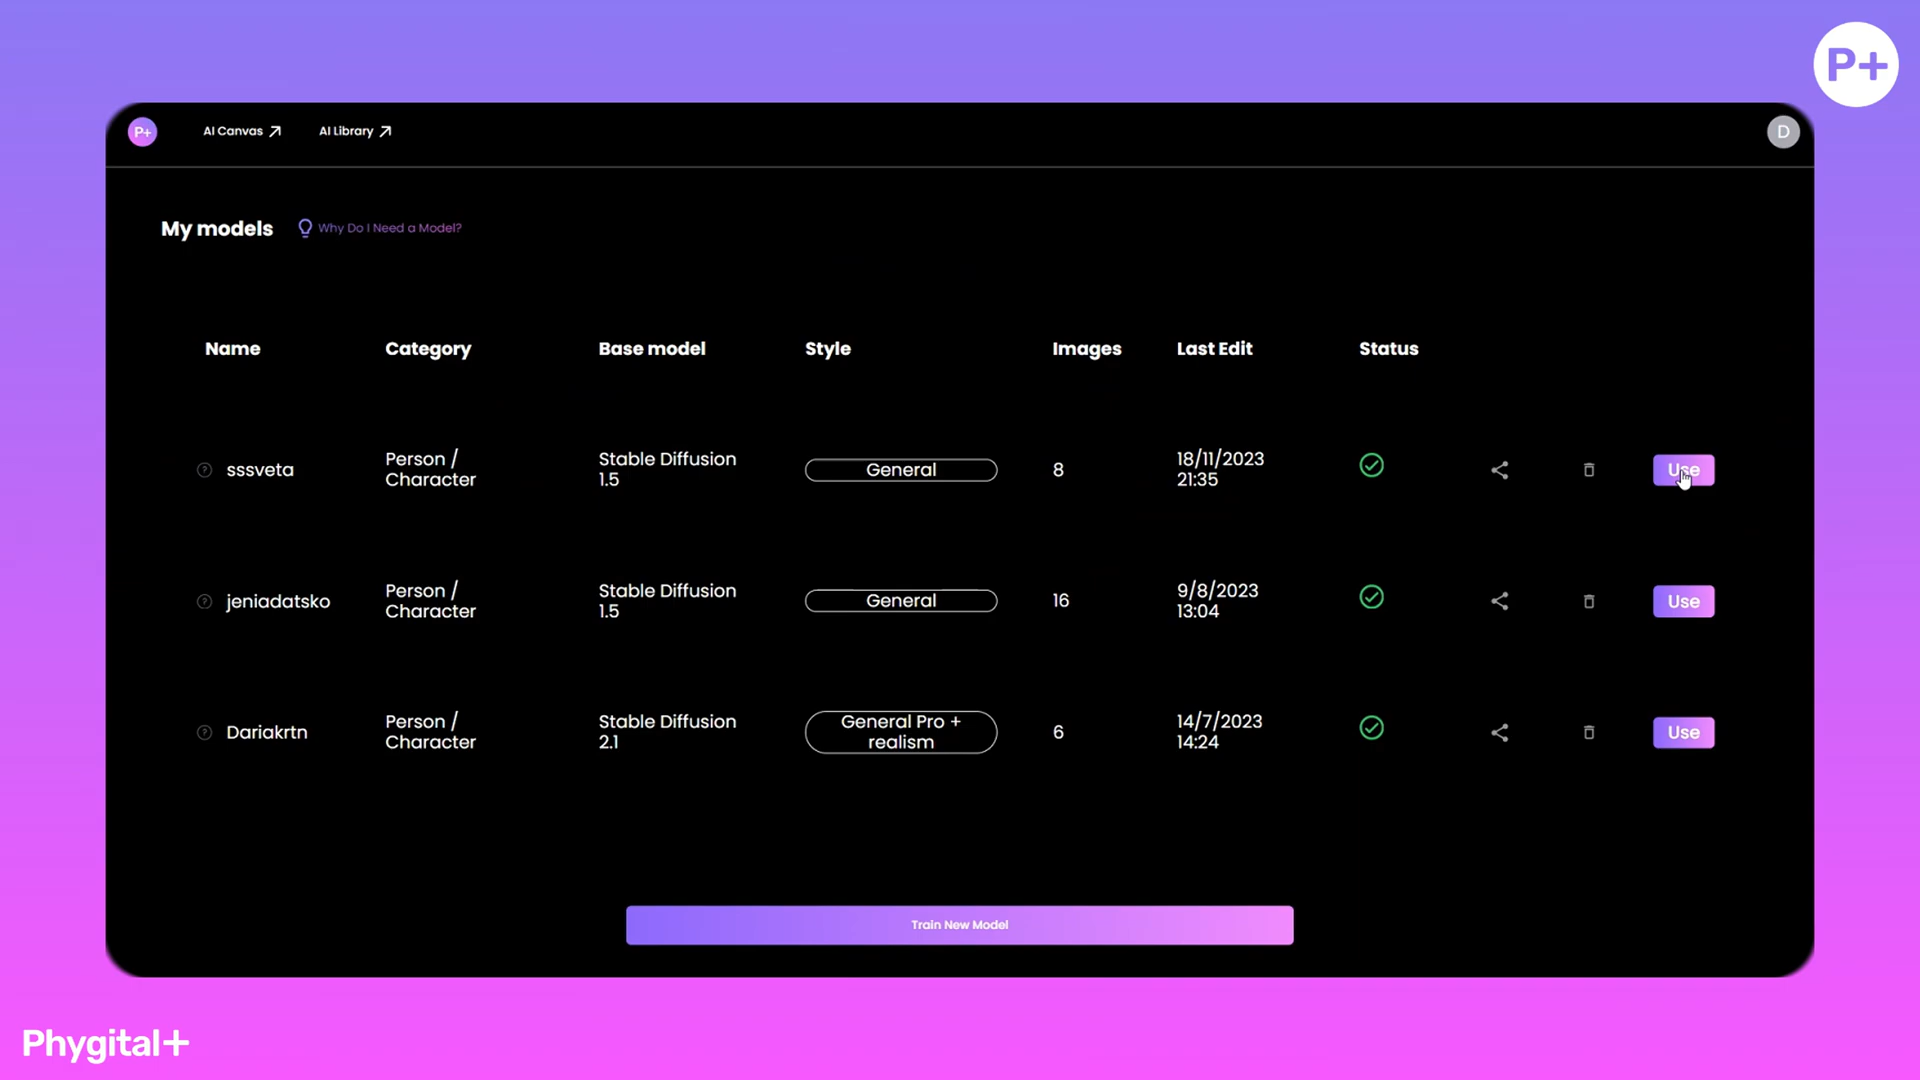 P+
P+
AI Canvas
AI Library
D
My models
Why Do I Need a Model?
Name
Category
Base model
Style
Images
Last Edit
Status
? sssveta
Person /
Character
Stable Diffusion
1.5
General
8
18/11/2023
21:35
Use
? jeniadatsko
Person /
Character
Stable Diffusion
1.5
General
16
9/8/2023
13:04
Use
? Dariakrtn
Person /
Character
Stable Diffusion
2.1
General Pro +
realism
6
14/7/2023
14:24
Use
Train New Model
Phygital+